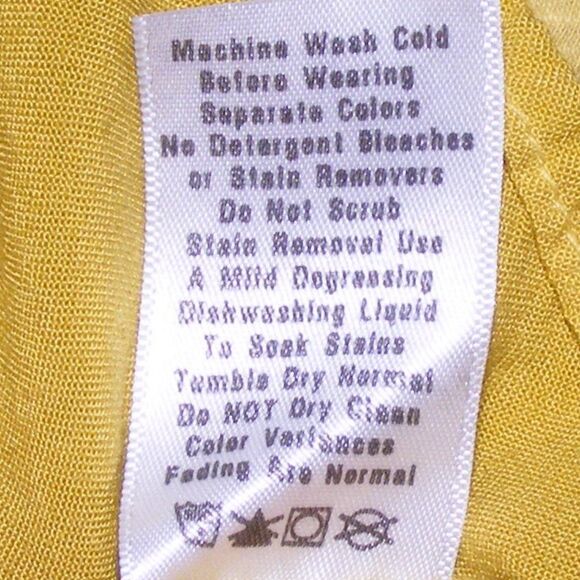 Machine Wash Cold
Before Wearing
Separate Colors
No Detergent Bleaches
or Stain Removers
Do Not Scrub
Stain Removal Use
A Mild Degreasing
Dishwashing Liquid
To Soak Stains
Tumble Dry Normal
Do NOT Dry Clean
Color Variances
Fading Are Normal